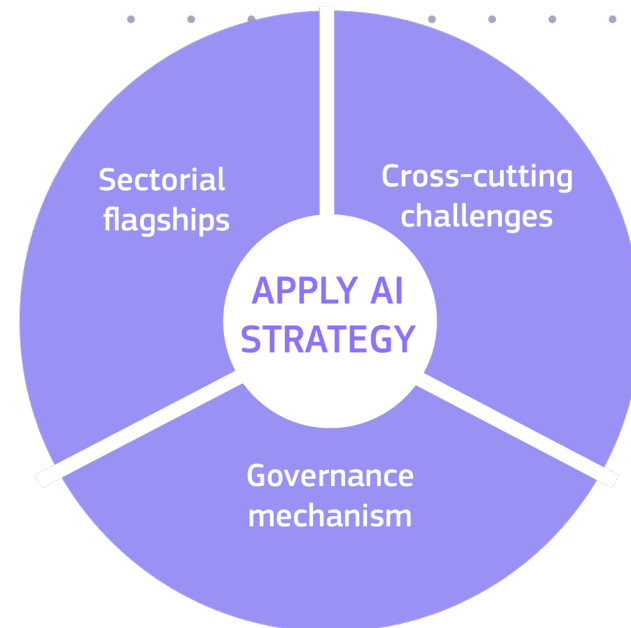 Sectorial
flagships
Cross-cutting
challenges
APPLY AI
STRATEGY
Governance
mechanism